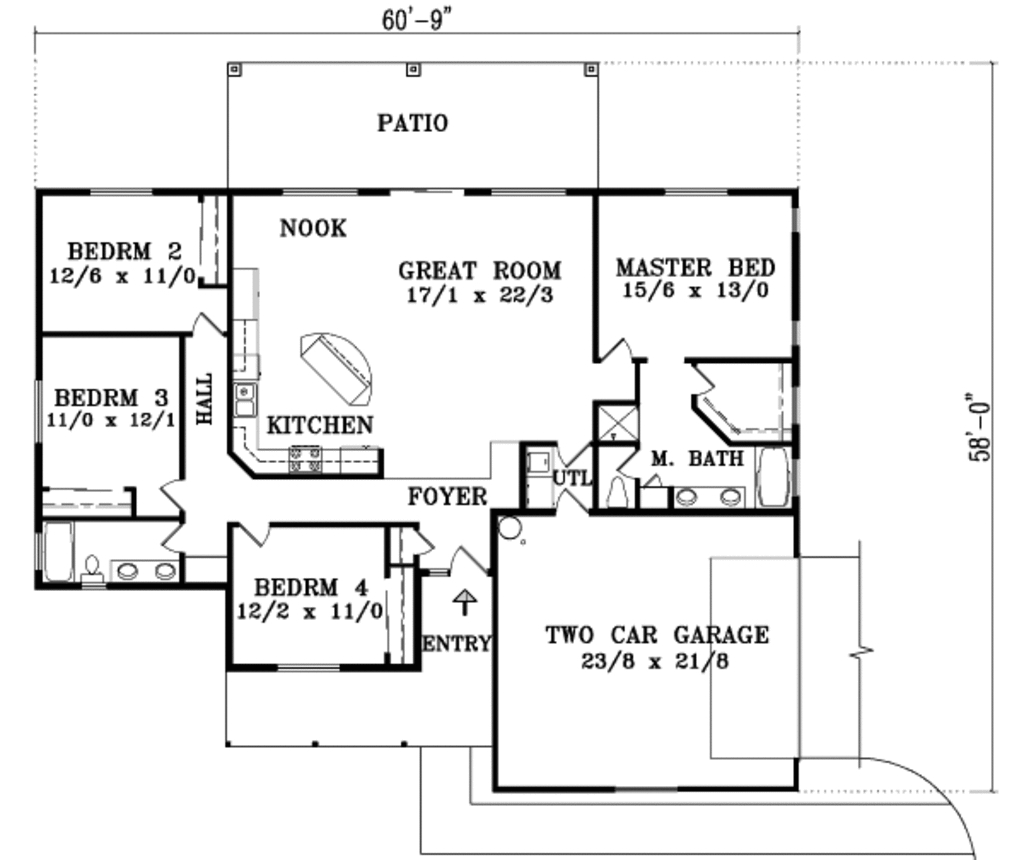 60'-9"
PATIO
NOOK
BEDRM 2
12/6 x 11/0
GREAT ROOM
17/1 x 22/3
MASTER BED
15/6 x 13/0
BEDRM 3
11/0 x 12/1
HALL
KITCHEN
58'-0"
M. BATH
UTL
FOYER
BEDRM 4
12/2 x 11/0
ENTRY
TWO CAR GARAGE
23/8 x 21/8